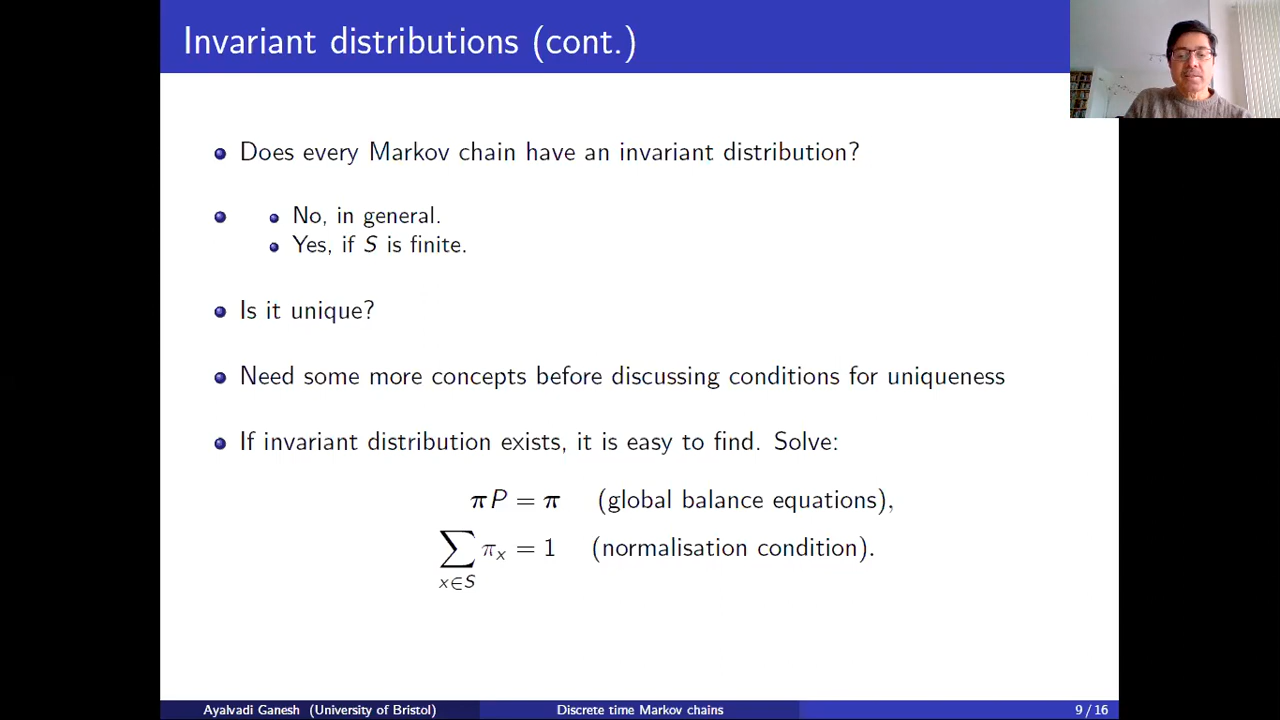 Invariant distributions (cont.)
Does every Markov chain have an invariant distribution?
No, in general.
Yes, if S is finite.
Is it unique?
Need some more concepts before discussing conditions for uniqueness
If invariant distribution exists, it is easy to find. Solve:
πP = π (global balance equations),
∑ πₓ = 1 (normalisation condition).
x∈S
Ayalvadi Ganesh (University of Bristol) Discrete time Markov chains 9 / 16